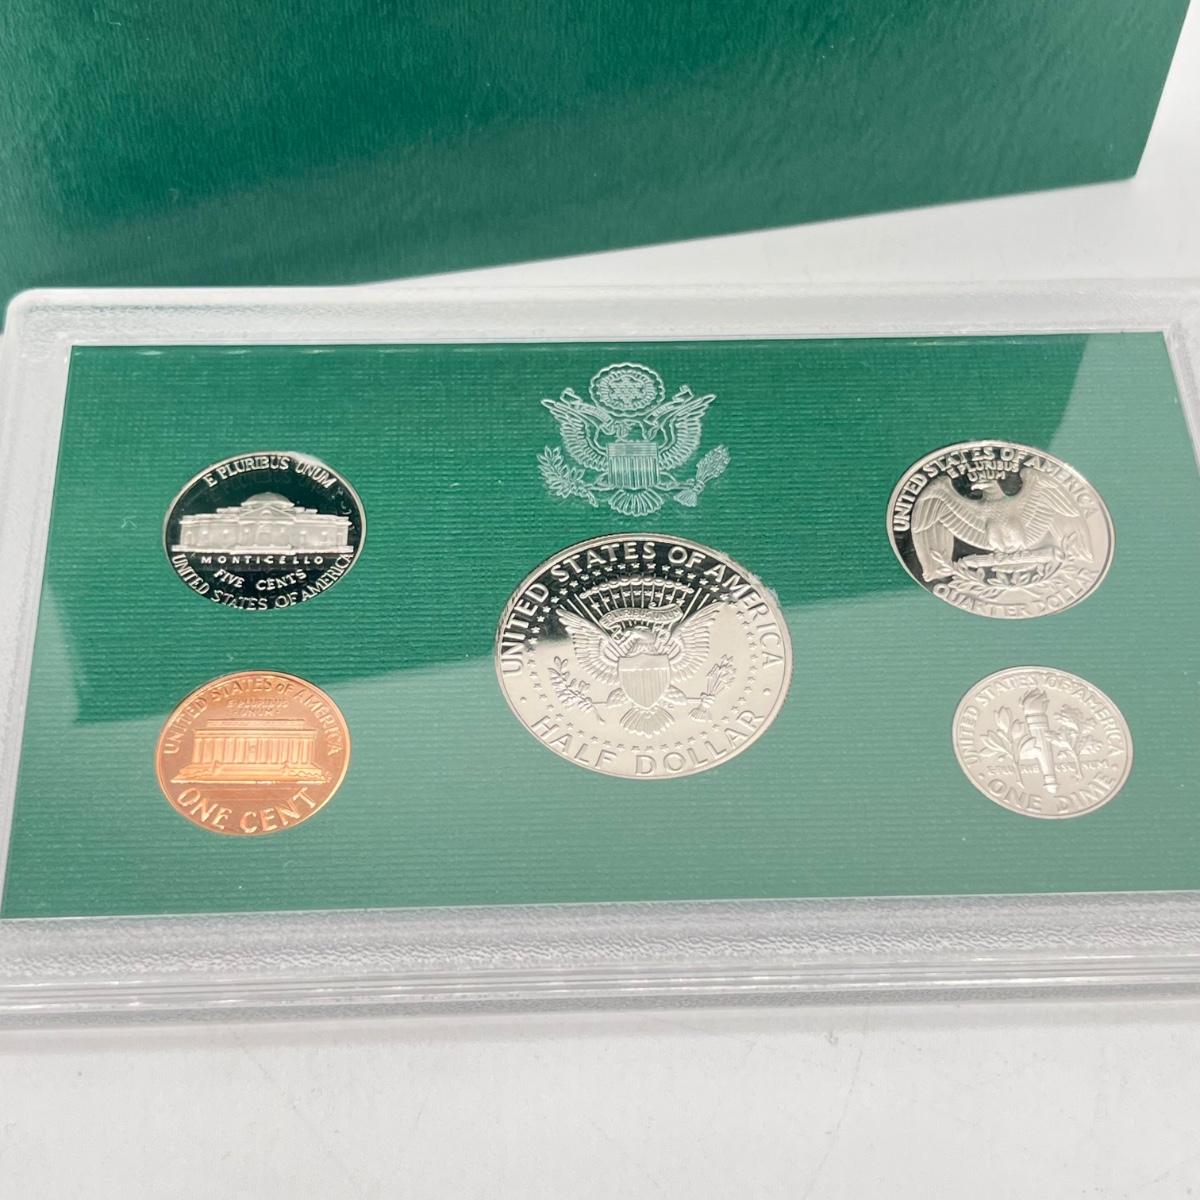 E PLURIBUS UNUM
MONTICELLO
FIVE CENTS
UNITED STATES OF AMERICA
UNITED STATES OF AMERICA
HALF DOLLAR
UNITED STATES OF AMERICA
E PLURIBUS
UNUM
QUARTER DOLLAR
UNITED STATES OF AMERICA
E PLURIBUS
UNUM
ONE CENT
UNITED STATES OF AMERICA
ONE DIME